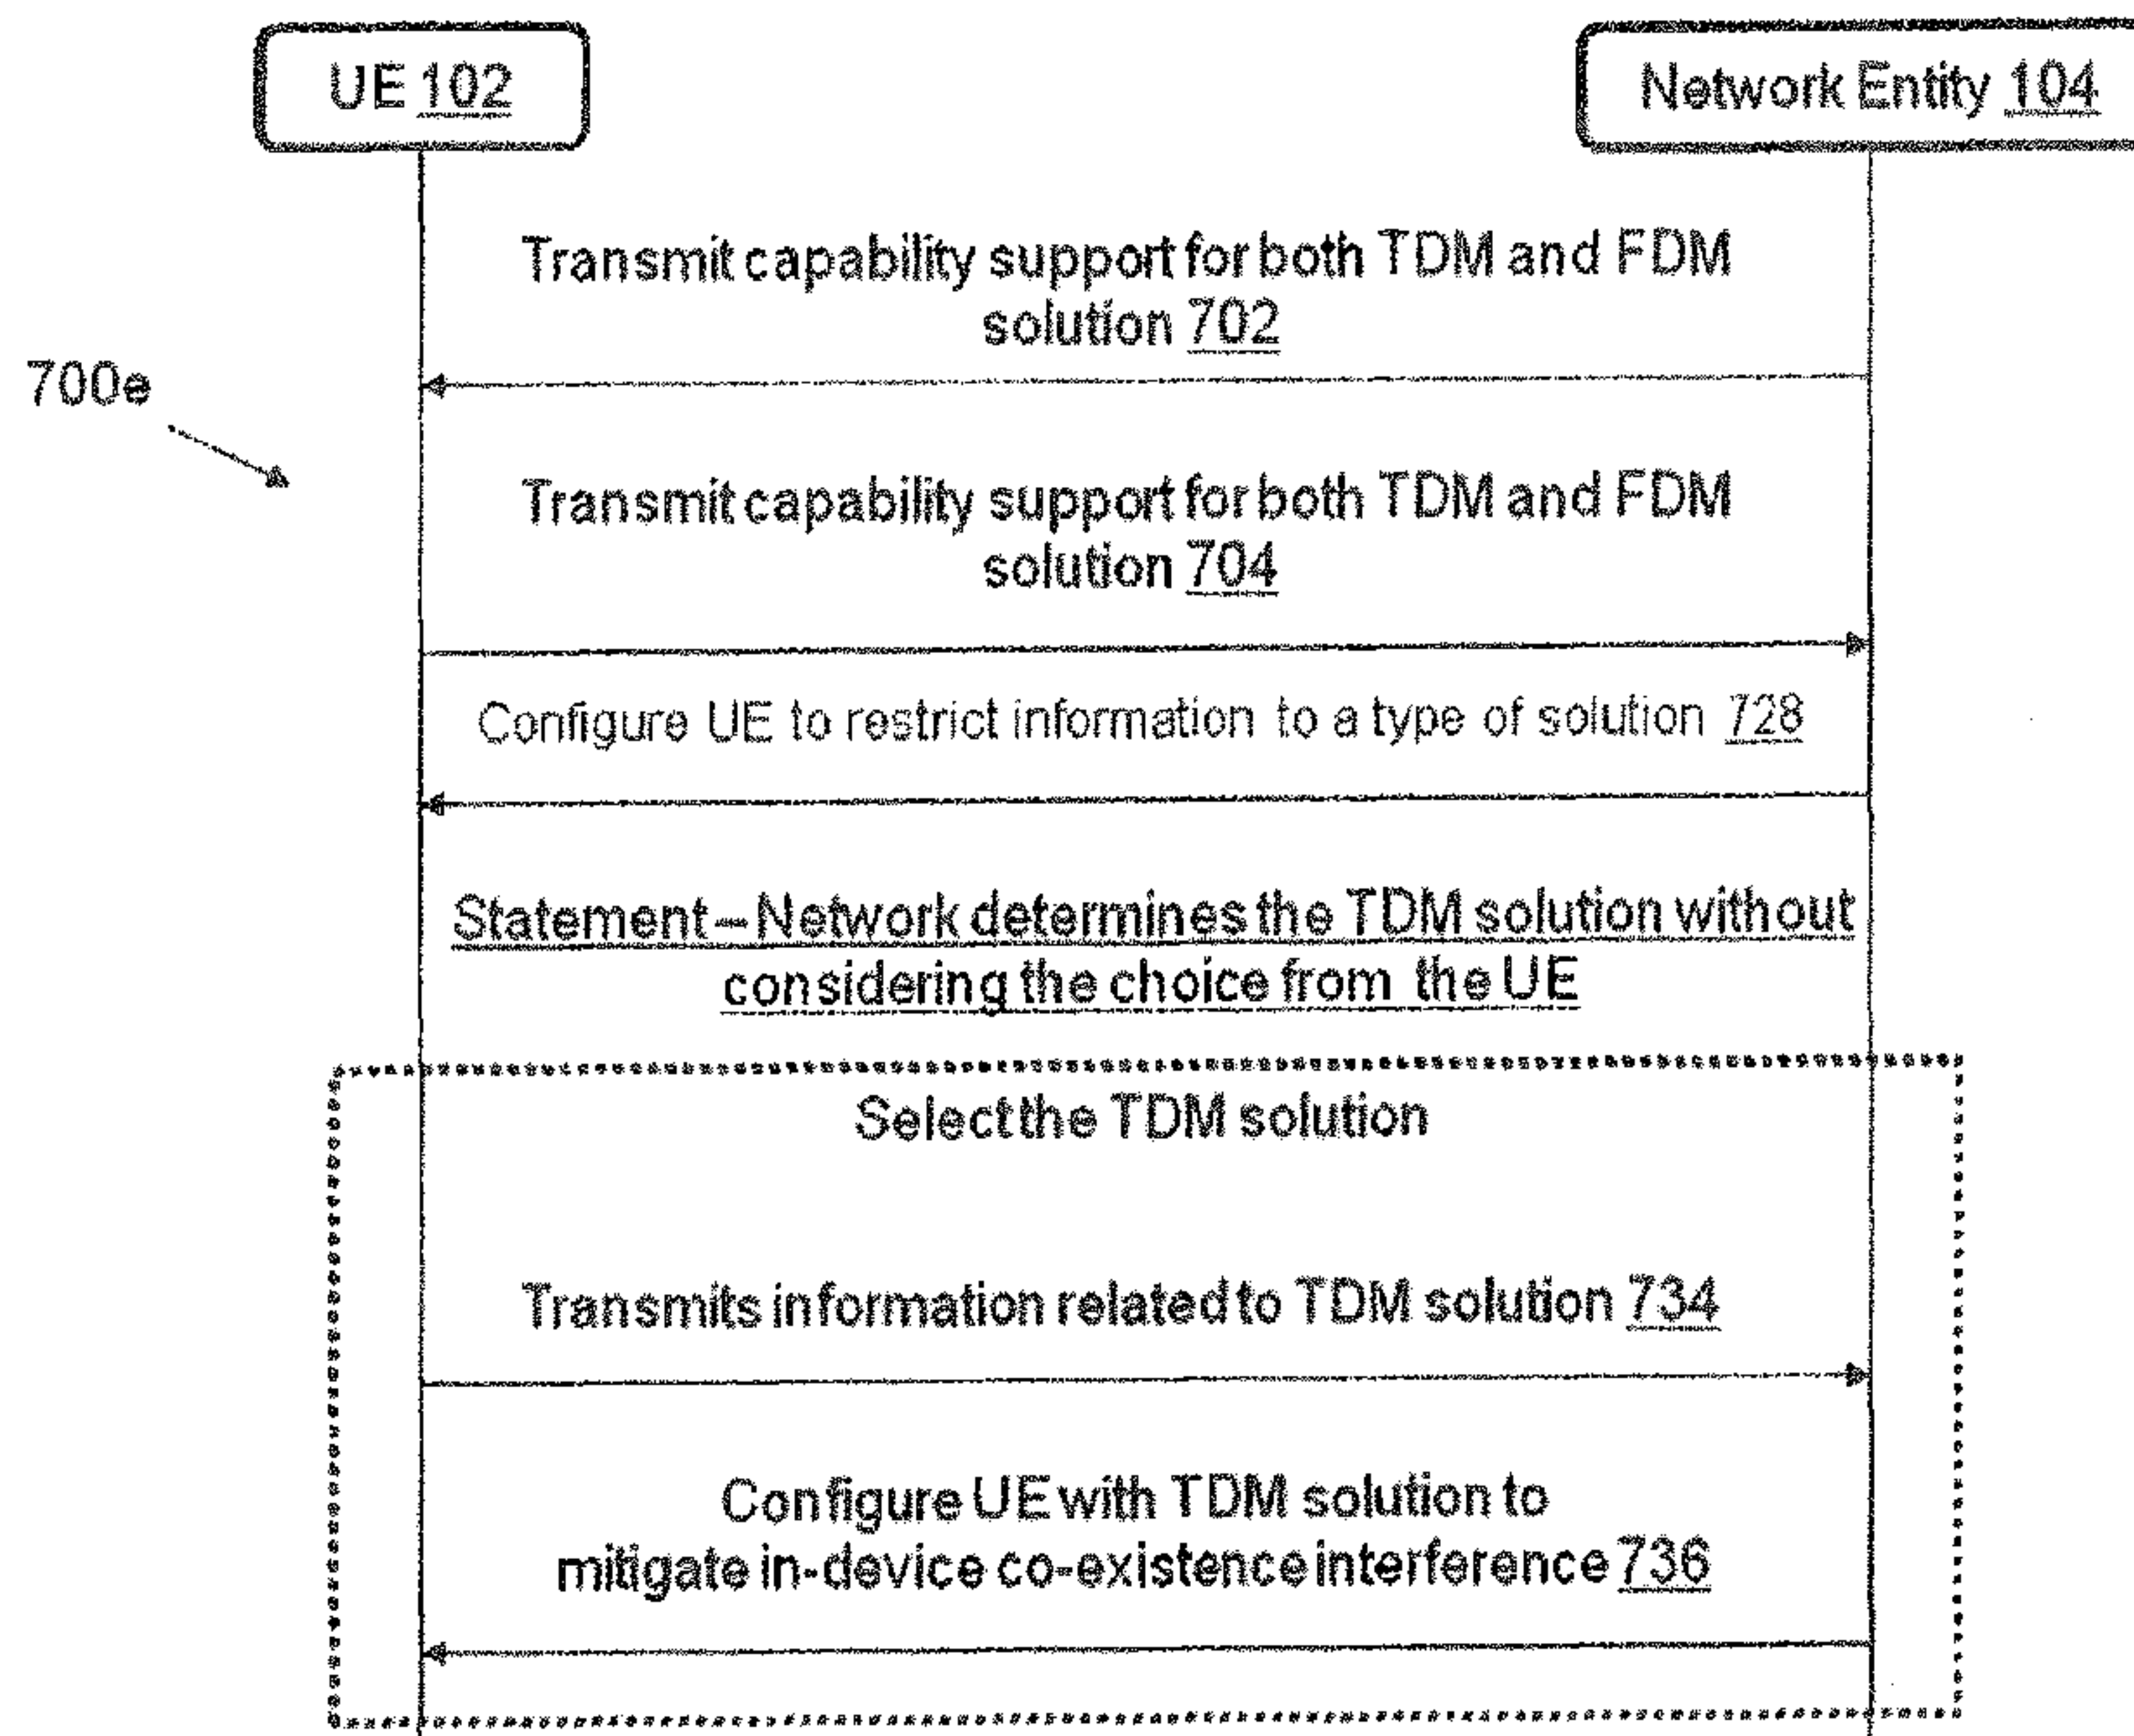 UE 102
Network Entity 104
Transmit capability support for both TDM and FDM
solution 702
700e
Transmit capability support for both TDM and FDM
solution 704
Configure UE to restrict information to a type of solution 728
Statement – Network determines the TDM solution without
considering the choice from the UE
Select the TDM solution
Transmits information related to TDM solution 734
Configure UE with TDM solution to
mitigate in-device co-existence interference 736